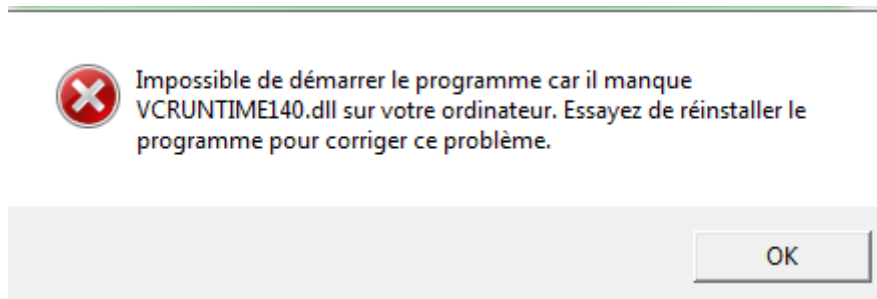 Impossible de démarrer le programme car il manque
VCRUNTIME140.dll sur votre ordinateur. Essayez de réinstaller le
programme pour corriger ce problème.
OK